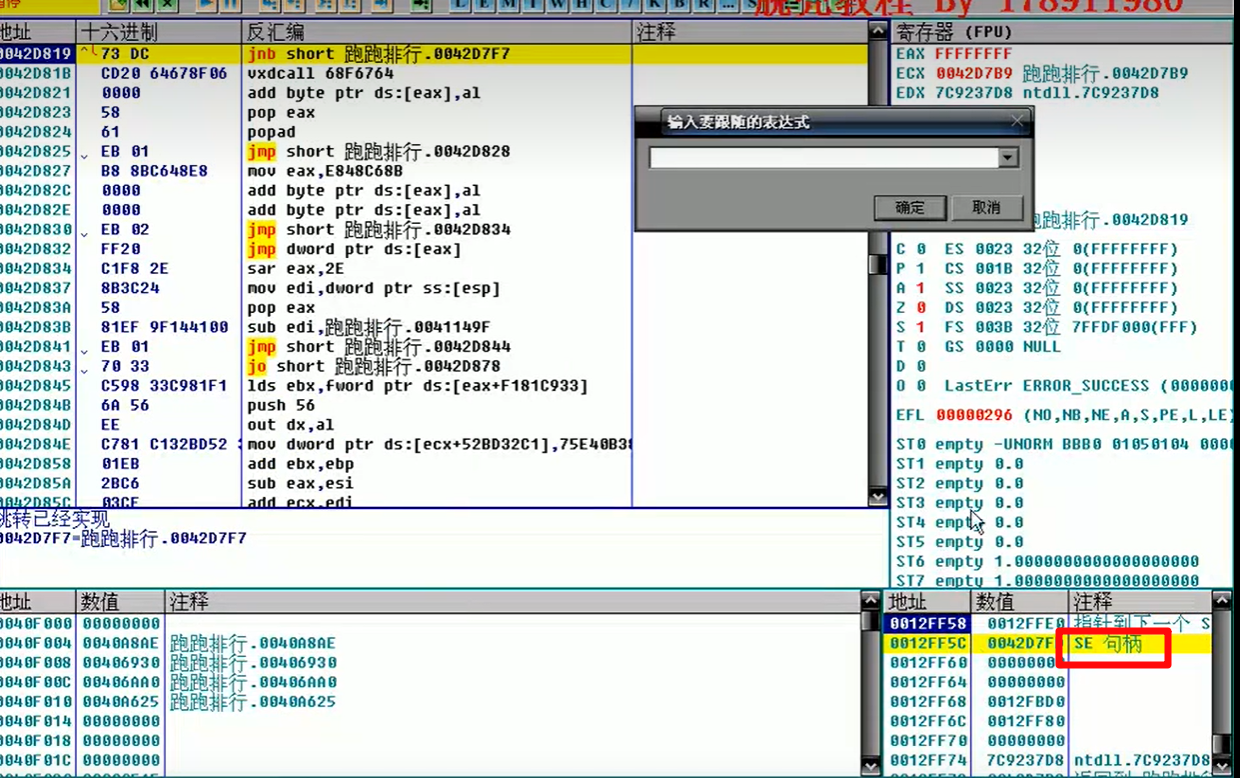 脱壳教程 By 178911980
L E M T W H C / K B R ... S
地址 十六进制 反汇编 注释
0042D819 73 DC jnb short 跑跑排行.0042D7F7
0042D81B CD20 64678F06 vxdcall 68F6764
0042D821 0000 add byte ptr ds:[eax],al
0042D823 58 pop eax
0042D824 61 popad
0042D825 EB 01 jmp short 跑跑排行.0042D828
0042D827 B8 8BC648E8 mov eax,E848C68B
0042D82C 0000 add byte ptr ds:[eax],al
0042D82E 0000 add byte ptr ds:[eax],al
0042D830 EB 02 jmp short 跑跑排行.0042D834
0042D832 FF20 jmp dword ptr ds:[eax]
0042D834 C1F8 2E sar eax,2E
0042D837 8B3C24 mov edi,dword ptr ss:[esp]
0042D83A 58 pop eax
0042D83B 81EF 9F144100 sub edi,跑跑排行.0041149F
0042D841 EB 01 jmp short 跑跑排行.0042D844
0042D843 70 33 jo short 跑跑排行.0042D878
0042D845 C598 33C981F1 lds ebx,fword ptr ds:[eax+F181C933]
0042D84B 6A 56 push 56
0042D84D EE out dx,al
0042D84E C781 C132BD52 mov dword ptr ds:[ecx+52BD32C1],75E40B38
0042D858 01EB add ebx,ebp
0042D85A 2BC6 sub eax,esi
0042D85C 03CF add ecx,edi
跳转已经实现
0042D7F7=跑跑排行.0042D7F7
寄存器 (FPU)
EAX FFFFFFFF
ECX 0042D7B9 跑跑排行.0042D7B9
EDX 7C9237D8 ntdll.7C9237D8
输入要跟随的表达式
确定 取消
跑跑排行.0042D819
C 0 ES 0023 32位 0(FFFFFFFF)
P 1 CS 001B 32位 0(FFFFFFFF)
A 1 SS 0023 32位 0(FFFFFFFF)
Z 0 DS 0023 32位 0(FFFFFFFF)
S 1 FS 003B 32位 7FFDF000(FFF)
T 0 GS 0000 NULL
D 0
O 0 LastErr ERROR_SUCCESS (0000000
EFL 00000296 (NO,NB,NE,A,S,PE,L,LE)
ST0 empty -UNORM BBB0 01050104 0000
ST1 empty 0.0
ST2 empty 0.0
ST3 empty 0.0
ST4 empty 0.0
ST5 empty 0.0
ST6 empty 1.0000000000000000000
ST7 empty 1.0000000000000000000
地址 数值 注释
0040F000 00000000
0040F004 0040A8AE 跑跑排行.0040A8AE
0040F008 00406930 跑跑排行.00406930
0040F00C 00406AA0 跑跑排行.00406AA0
0040F010 0040A625 跑跑排行.0040A625
0040F014 00000000
0040F018 00000000
0040F01C 00000000
地址 数值 注释
0012FF58 0012FFE0 指针到下一个 S
0012FF5C 0042D7F SE 句柄
0012FF60 0000000
0012FF64 00000000
0012FF68 0012FBD0
0012FF6C 0012FF80
0012FF70 00000000
0012FF74 7C9237D8 ntdll.7C9237D8